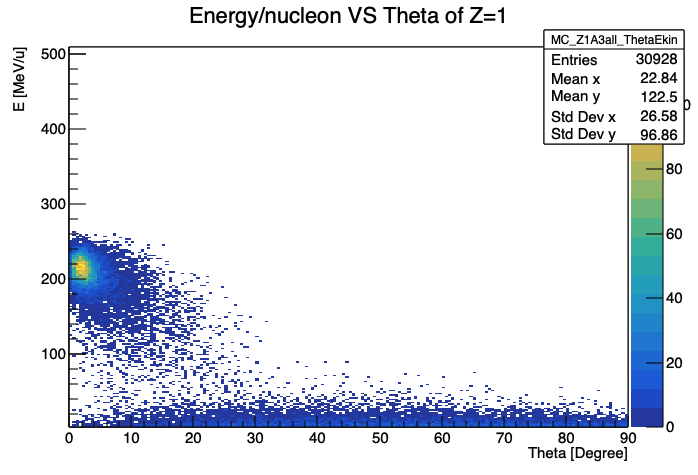 Energy/nucleon VS Theta of Z=1
MC_Z1A3all_ThetaEkin
Entries 30928
Mean x 22.84
Mean y 122.5
Std Dev x 26.58
Std Dev y 96.86
E [MeV/u]
500
400
300
200
100
0 10 20 30 40 50 60 70 80 90
Theta [Degree]
0
80
60
40
20
0